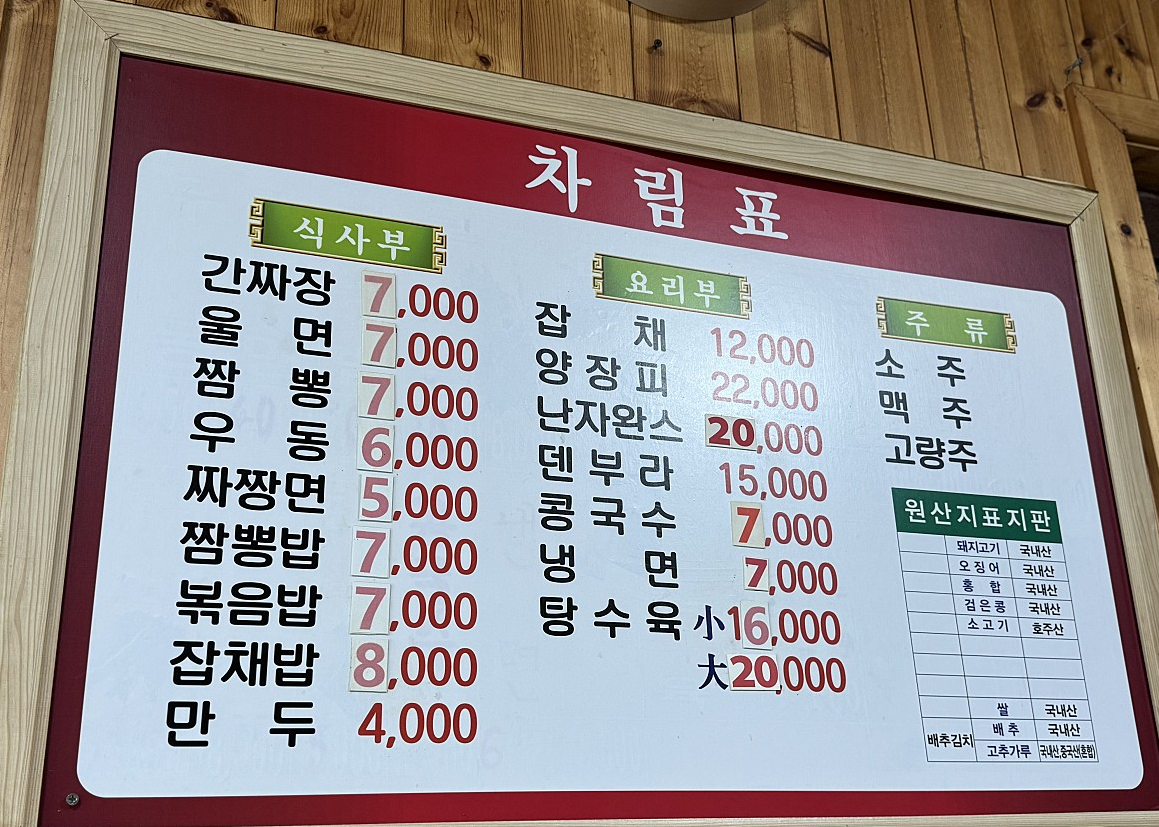 차림표
식사부
간짜장 7,000
울면 7,000
짬뽕 7,000
우동 6,000
짜짱면 5,000
짬뽕밥 7,000
볶음밥 7,000
잡채밥 8,000
만두 4,000
요리부
잡채 12,000
양장피 22,000
난자완스 20,000
덴부라 15,000
콩국수 7,000
냉면 7,000
탕수육 小16,000
大20,000
주류
소주
맥주
고량주
원산지표지판
돼지고기 국내산
오징어 국내산
홍합 국내산
검은콩 국내산
소고기 호주산
쌀 국내산
배추김치 배추 국내산
고추가루 국내산,중국산(혼합)